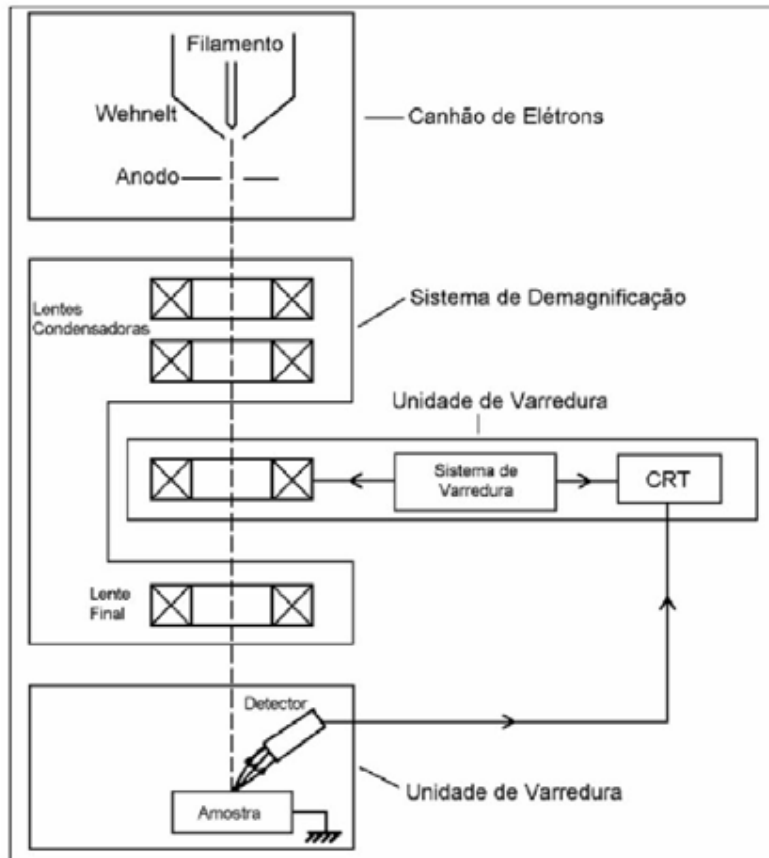 Filamento
Wehnelt
Canhão de Elétrons
Anodo
Lentes
Condensadoras
Sistema de Demagnificação
Unidade de Varredura
Sistema de
Varredura
CRT
Lente
Final
Detector
Amostra
Unidade de Varredura